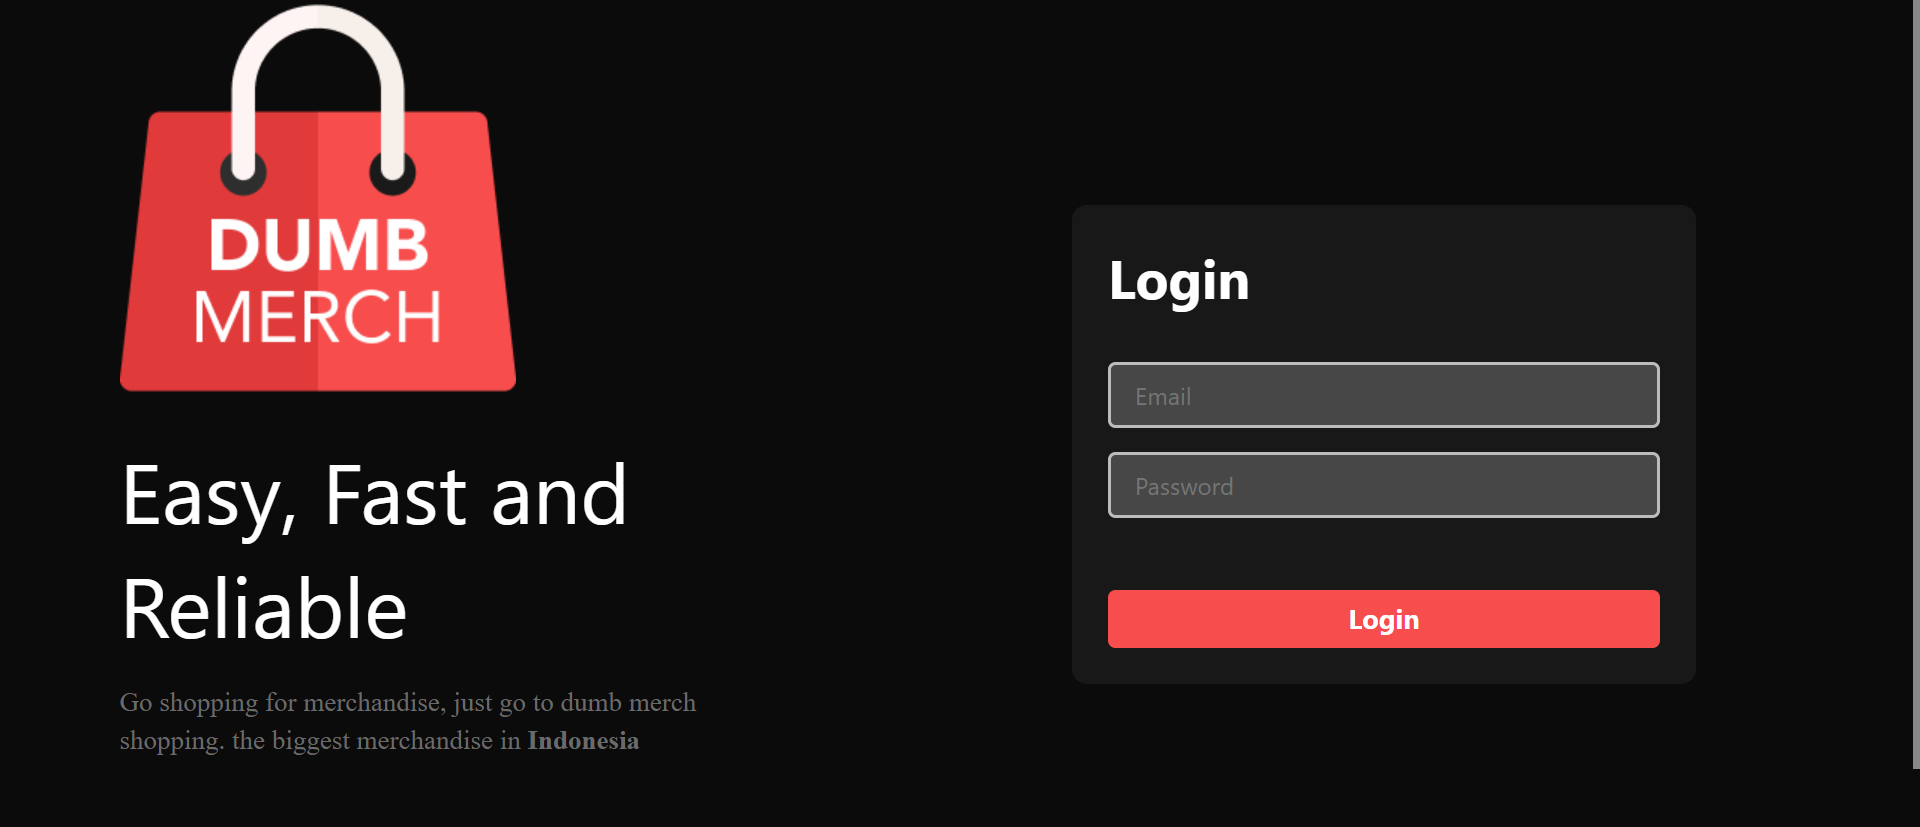 DUMB
MERCH
Easy, Fast and
Reliable
Go shopping for merchandise, just go to dumb merch
shopping. the biggest merchandise in Indonesia
Login
Email
Password
Login